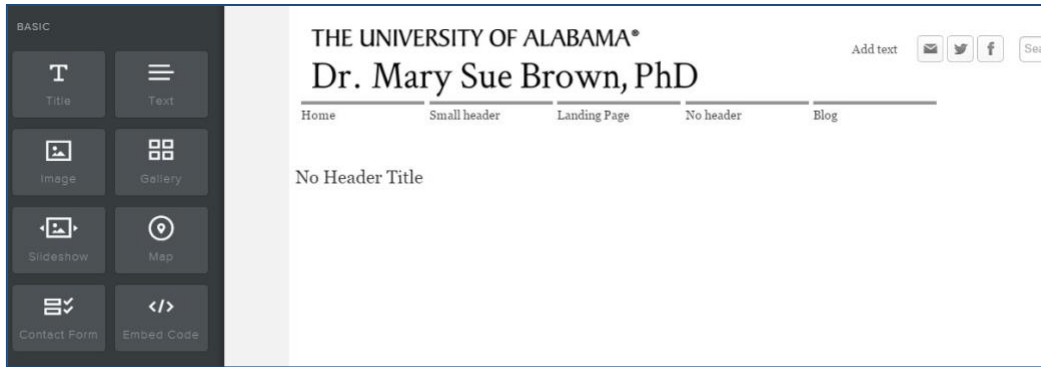 BASIC
Title
Text
Image
Gallery
Slideshow
Map
Contact Form
Embed Code
THE UNIVERSITY OF ALABAMA®
Dr. Mary Sue Brown, PhD
Add text
Home
Small header
Landing Page
No header
Blog
No Header Title